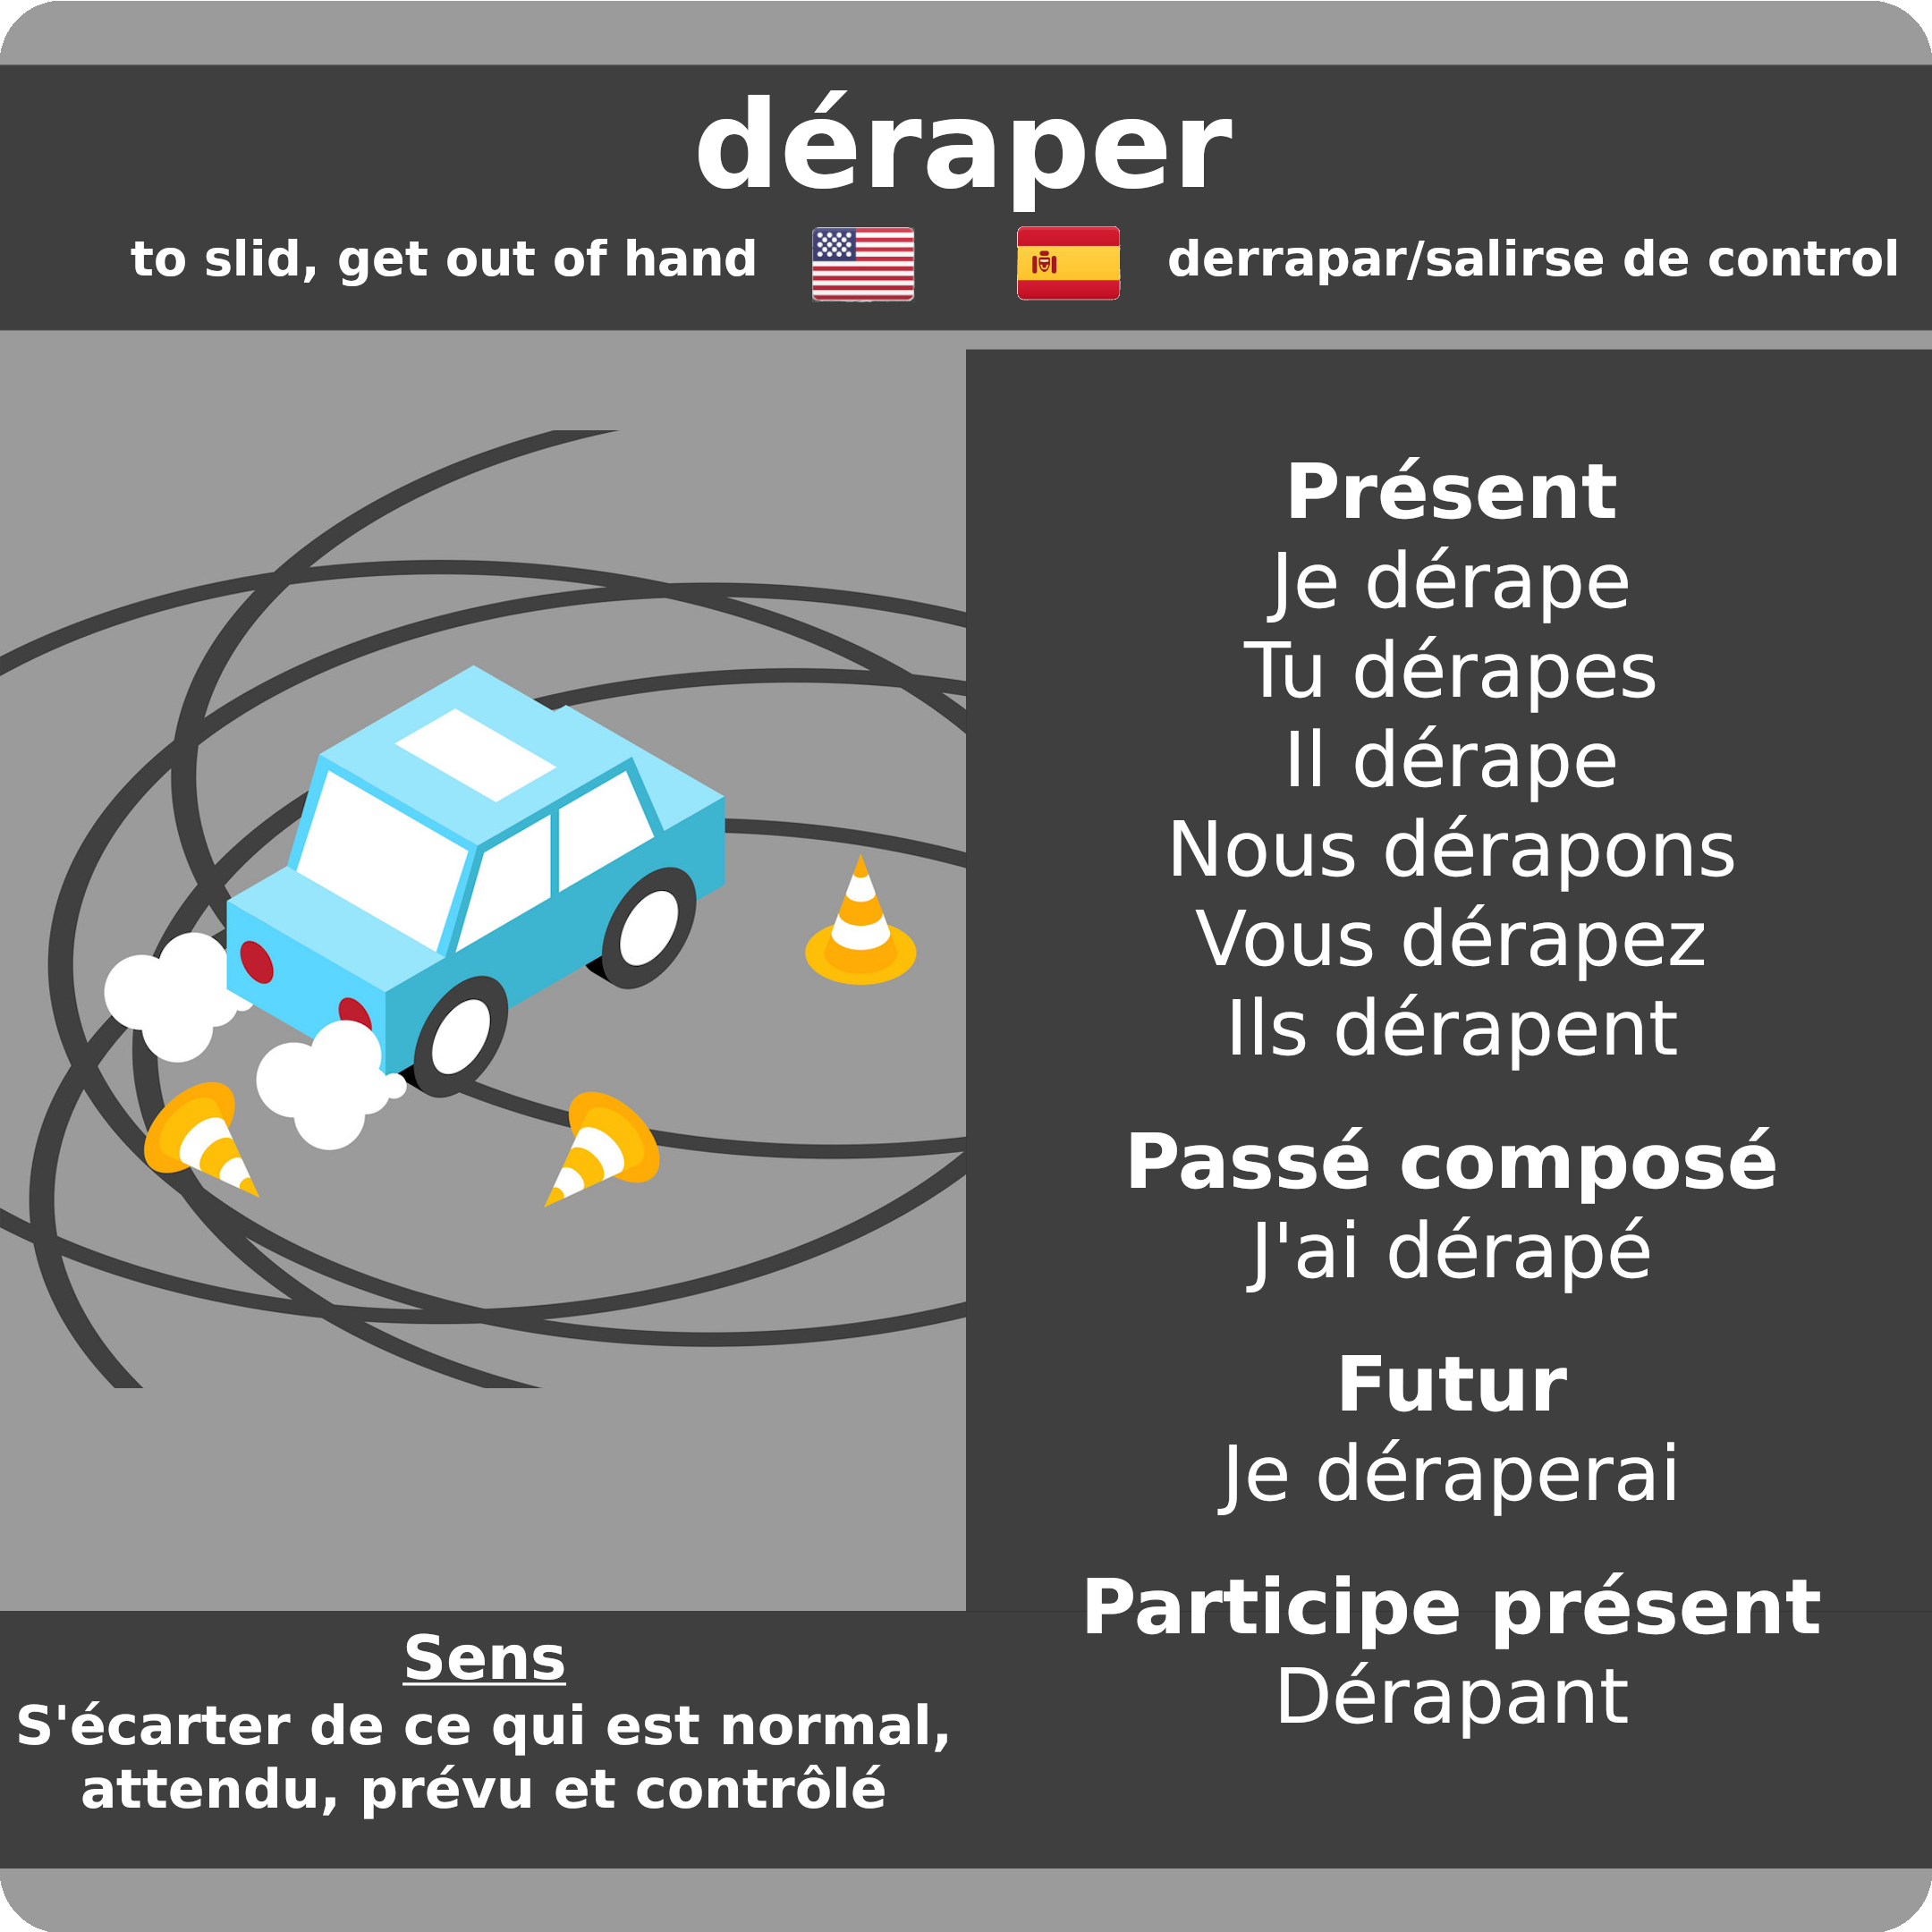 déraper
to slid, get out of hand
derrapar/salirse de control
Présent
Je dérape
Tu dérapes
Il dérape
Nous dérapons
Vous dérapez
Ils dérapent
Passé composé
J'ai dérapé
Futur
Je déraperai
Participe présent
Dérapant
Sens
S'écarter de ce qui est normal,
attendu, prévu et contrôlé